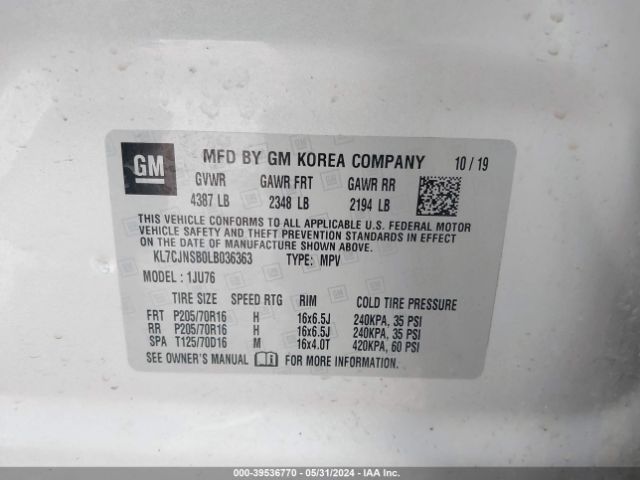 GM
MFD BY GM KOREA COMPANY 10 / 19
GVWR GAWR FRT GAWR RR
4387 LB 2348 LB 2194 LB
THIS VEHICLE CONFORMS TO ALL APPLICABLE U.S. FEDERAL MOTOR
VEHICLE SAFETY AND THEFT PREVENTION STANDARDS IN EFFECT
ON THE DATE OF MANUFACTURE SHOWN ABOVE.
KL7CJNSB0LB036363 TYPE: MPV
MODEL : 1JU76
TIRE SIZE SPEED RTG RIM COLD TIRE PRESSURE
FRT P205/70R16 H 16x6.5J 240KPA, 35 PSI
RR P205/70R16 H 16x6.5J 240KPA, 35 PSI
SPA T125/70D16 M 16x4.0T 420KPA, 60 PSI
SEE OWNER'S MANUAL FOR MORE INFORMATION
000-39536770 - 05/31/2024 - IAAI.com